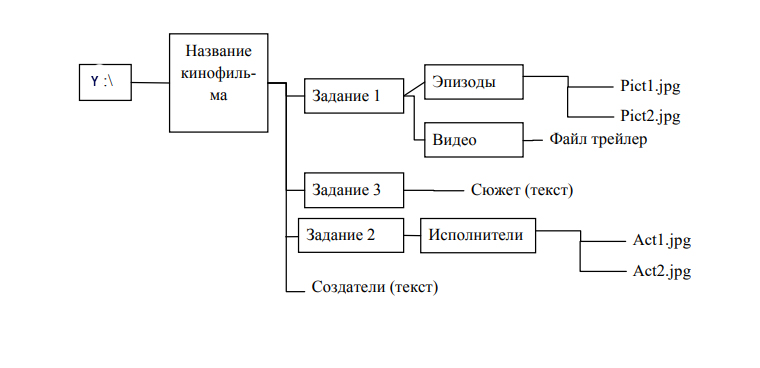 Y :\
Название
кинофиль-
ма
Задание 1
Эпизоды
Pict1.jpg
Pict2.jpg
Видео
Файл трейлер
Задание 3
Сюжет (текст)
Задание 2
Исполнители
Act1.jpg
Act2.jpg
Создатели (текст)